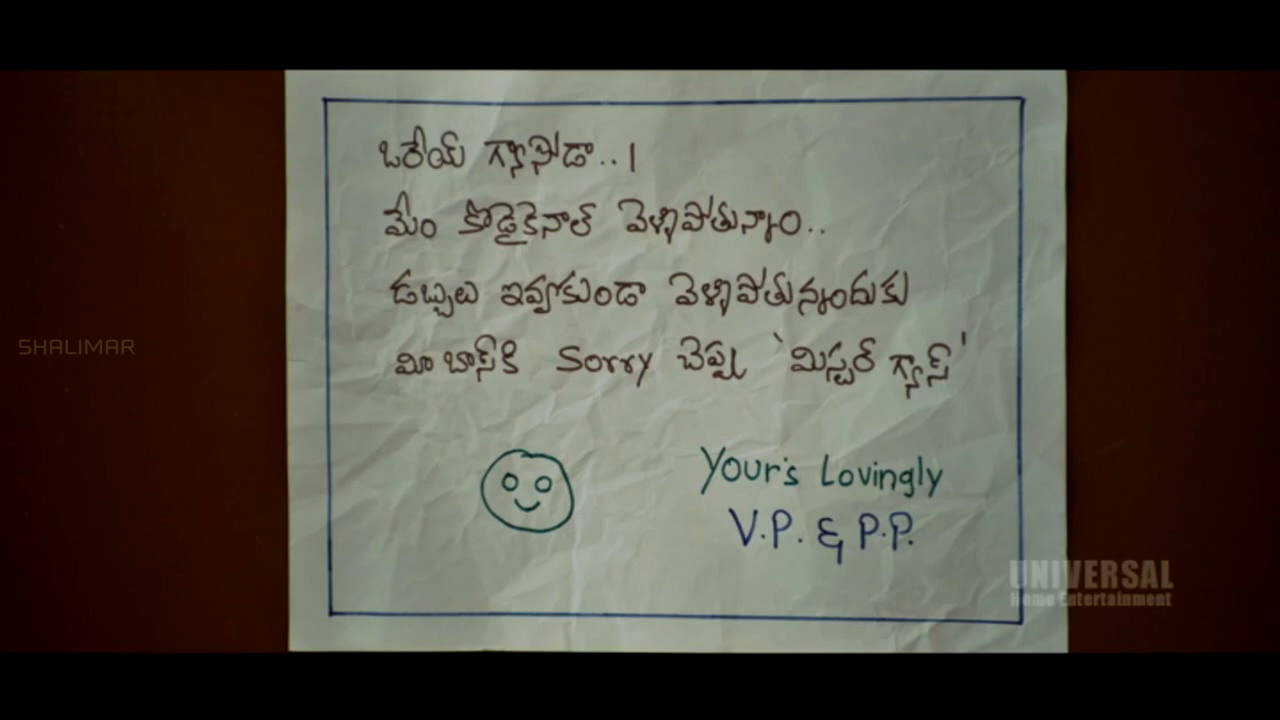 ఒరేయ్ గ్యాసిడా..!
మేం కొడైకెనాల్ వెళ్ళిపోతున్నాం..
డబ్బులు ఇవ్వకుండా వెళ్ళిపోతున్నందుకు
SHALIMAR
మీ బాస్‌కి Sorry చెప్పు 'మిస్టర్ గ్యాస్'
Your's Lovingly
V.P. & P.P.
UNIVERSAL
Home Entertainment